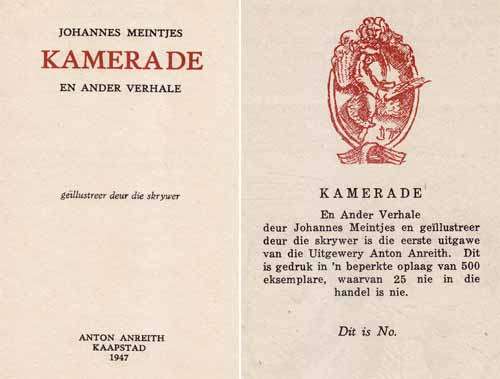 JOHANNES MEINTJES
KAMERADE
EN ANDER VERHALE
geïllustreer deur die skrywer
ANTON ANREITH
KAAPSTAD
1947
KAMERADE
En Ander Verhale
deur Johannes Meintjes en geïllustreer
deur die skrywer is die eerste uitgawe
van die Uitgewery Anton Anreith. Dit
is gedruk in 'n beperkte oplaag van 500
eksemplare, waarvan 25 nie in die
handel is nie.
Dit is No.